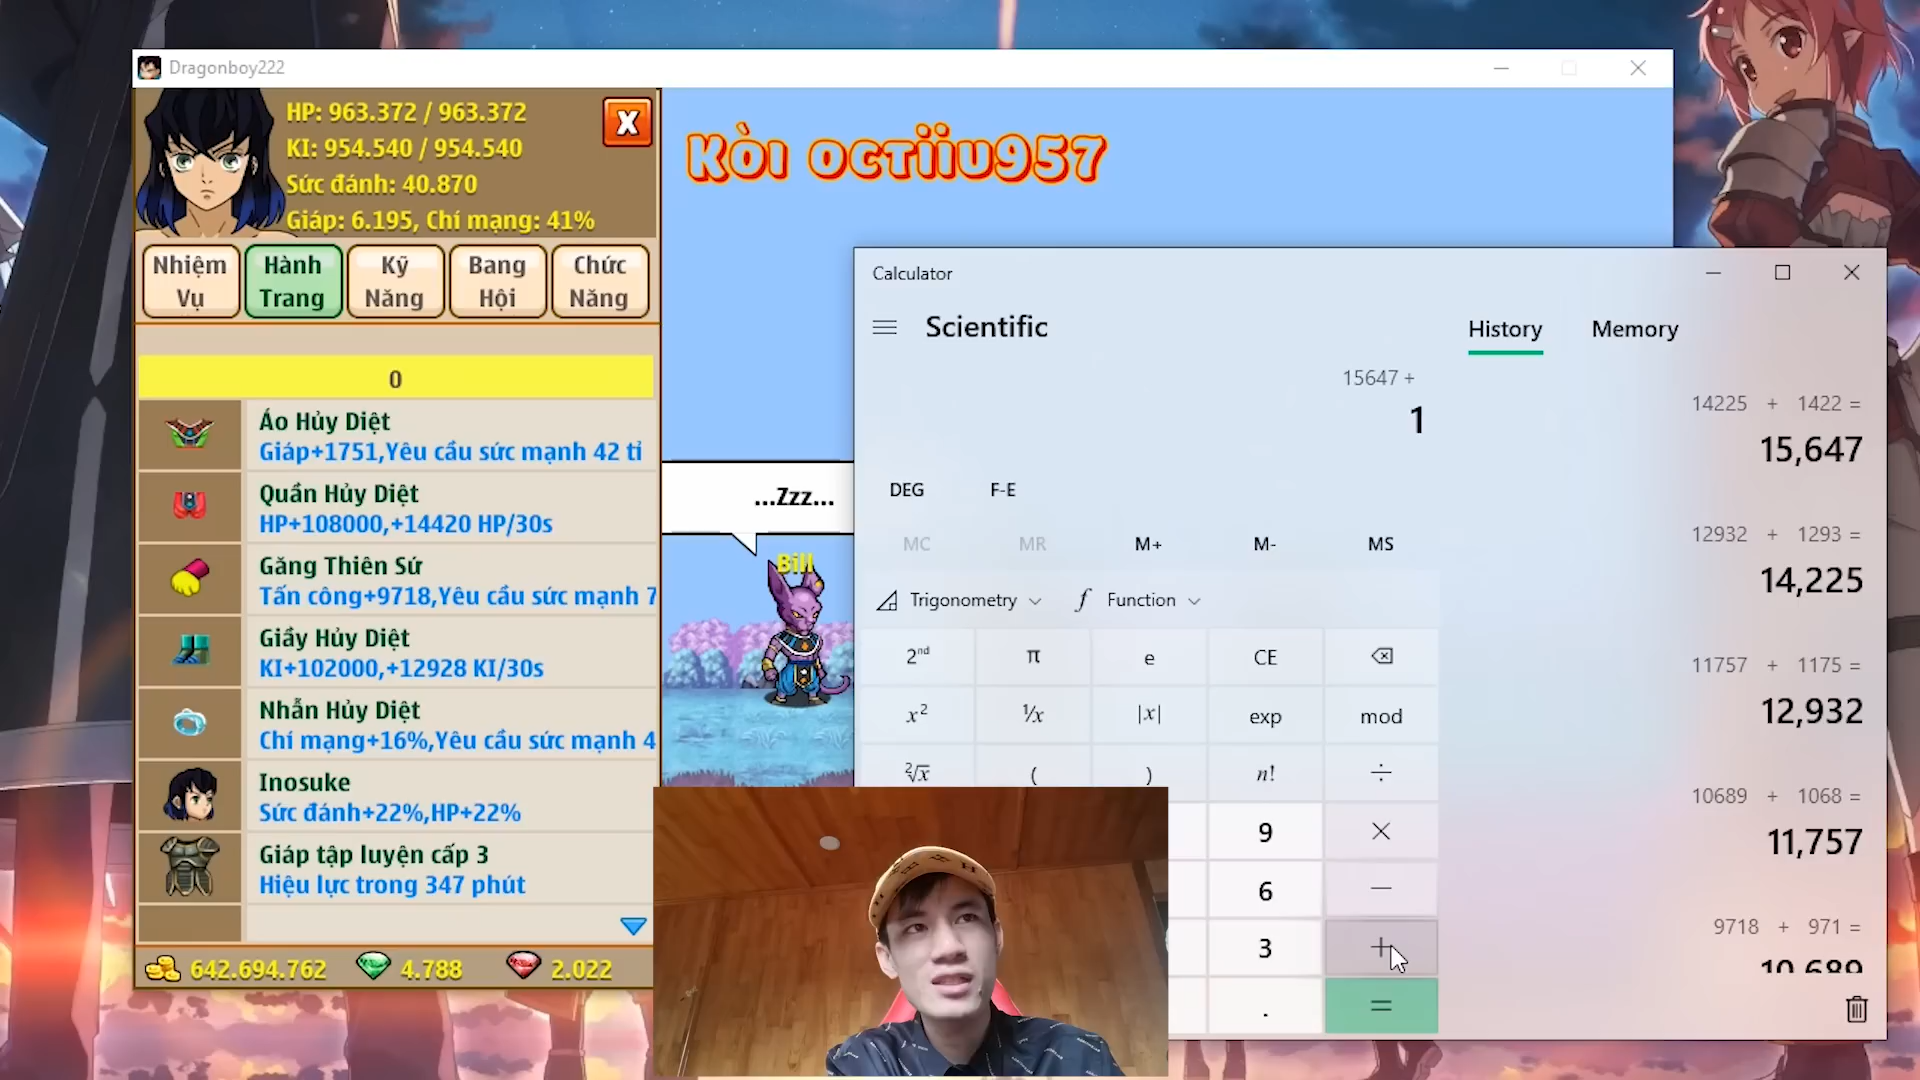 Dragonboy222
HP: 963.372 / 963.372
KI: 954.540 / 954.540
Sức đánh: 40.870
Giáp: 6.195, Chí mạng: 41%
X
Nhiệm Vụ
Hành Trang
Kỹ Năng
Bang Hội
Chức Năng
0
Áo Hủy Diệt
Giáp+1751,Yêu cầu sức mạnh 42 tỉ
Quần Hủy Diệt
HP+108000,+14420 HP/30s
Găng Thiên Sứ
Tấn công+9718,Yêu cầu sức mạnh 7
Giầy Hủy Diệt
KI+102000,+12928 KI/30s
Nhẫn Hủy Diệt
Chí mạng+16%,Yêu cầu sức mạnh 4
Inosuke
Sức đánh+22%,HP+22%
Giáp tập luyện cấp 3
Hiệu lực trong 347 phút
642.694.762
4.788
2.022
Kòi octiiu957
...Zzz...
Bill
Calculator
Scientific
15647 +
1
DEG
F-E
MC
MR
M+
M-
MS
Trigonometry
f Function
2nd
π
e
CE
x²
¹/x
|x|
exp
mod
²√x
(
)
n!
÷
9
×
6
−
3
+
.
=
History
Memory
14225 + 1422 =
15,647
12932 + 1293 =
14,225
11757 + 1175 =
12,932
10689 + 1068 =
11,757
9718 + 971 =
10,689